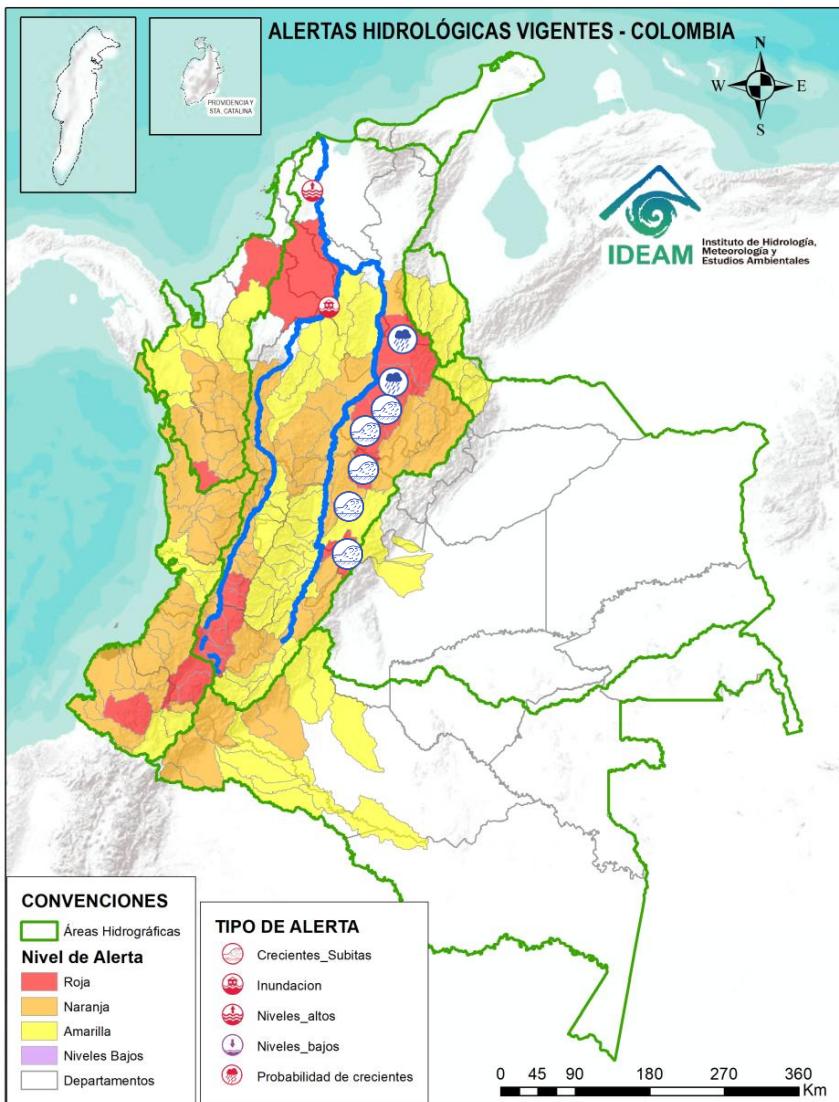 ALERTAS HIDROLÓGICAS VIGENTES - COLOMBIA
PROVIDENCIA Y
STA. CATALINA
N
W
E
S
IDEAM
Instituto de Hidrología,
Meteorología y
Estudios Ambientales
CONVENCIONES
Áreas Hidrográficas
Nivel de Alerta
Roja
Naranja
Amarilla
Niveles Bajos
Departamentos
TIPO DE ALERTA
Crecientes_Subitas
Inundacion
Niveles_altos
Niveles_bajos
Probabilidad de crecientes
0 45 90 180 270 360
Km